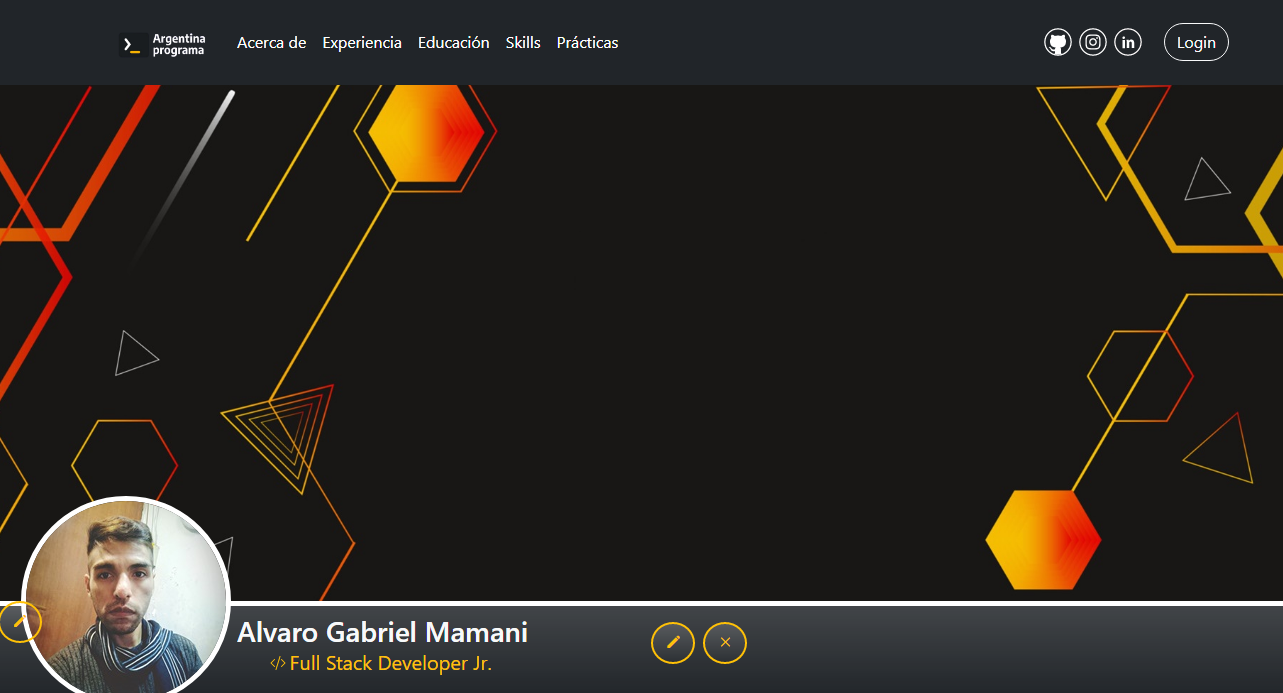 Argentina
programa
Acerca de Experiencia Educación Skills Prácticas
Login
Alvaro Gabriel Mamani
Full Stack Developer Jr.